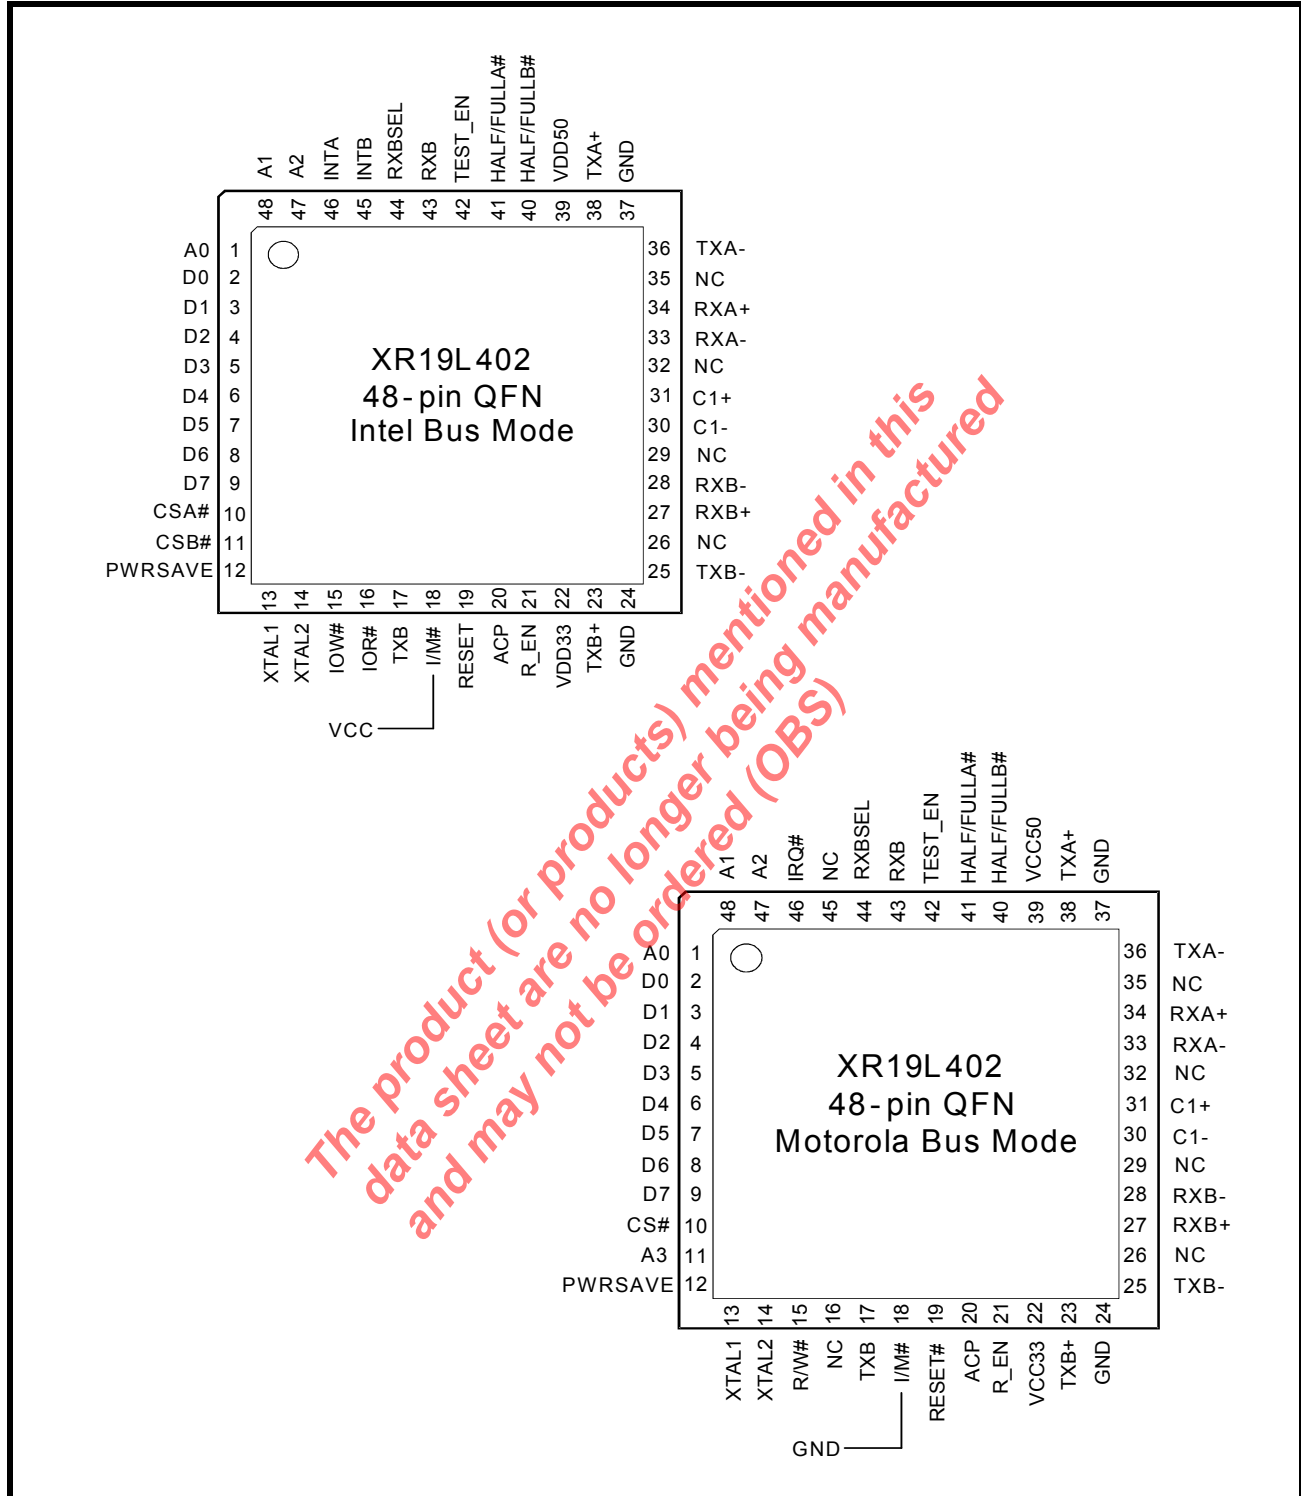 A1
A2
INTA
INTB
RXBSEL
RXB
TEST_EN
HALF/FULLA#
HALF/FULLB#
VDD50
TXA+
GND
48
47
46
45
44
43
42
41
40
39
38
37
A0 1
D0 2
D1 3
D2 4
D3 5
D4 6
D5 7
D6 8
D7 9
CSA# 10
CSB# 11
PWRSAVE 12
XR19L402
48-pin QFN
Intel Bus Mode
36 TXA-
35 NC
34 RXA+
33 RXA-
32 NC
31 C1+
30 C1-
29 NC
28 RXB-
27 RXB+
26 NC
25 TXB-
13
14
15
16
17
18
19
20
21
22
23
24
XTAL1
XTAL2
IOW#
IOR#
TXB
I/M#
RESET
ACP
R_EN
VDD33
TXB+
GND
VCC
The product (or products) mentioned in this
data sheet are no longer being manufactured
and may not be ordered (OBS)
A1
A2
IRQ#
NC
RXBSEL
RXB
TEST_EN
HALF/FULLA#
HALF/FULLB#
VCC50
TXA+
GND
48
47
46
45
44
43
42
41
40
39
38
37
A0 1
D0 2
D1 3
D2 4
D3 5
D4 6
D5 7
D6 8
D7 9
CS# 10
A3 11
PWRSAVE 12
XR19L402
48-pin QFN
Motorola Bus Mode
36 TXA-
35 NC
34 RXA+
33 RXA-
32 NC
31 C1+
30 C1-
29 NC
28 RXB-
27 RXB+
26 NC
25 TXB-
13
14
15
16
17
18
19
20
21
22
23
24
XTAL1
XTAL2
R/W#
NC
TXB
I/M#
RESET#
ACP
R_EN
VCC33
TXB+
GND
GND